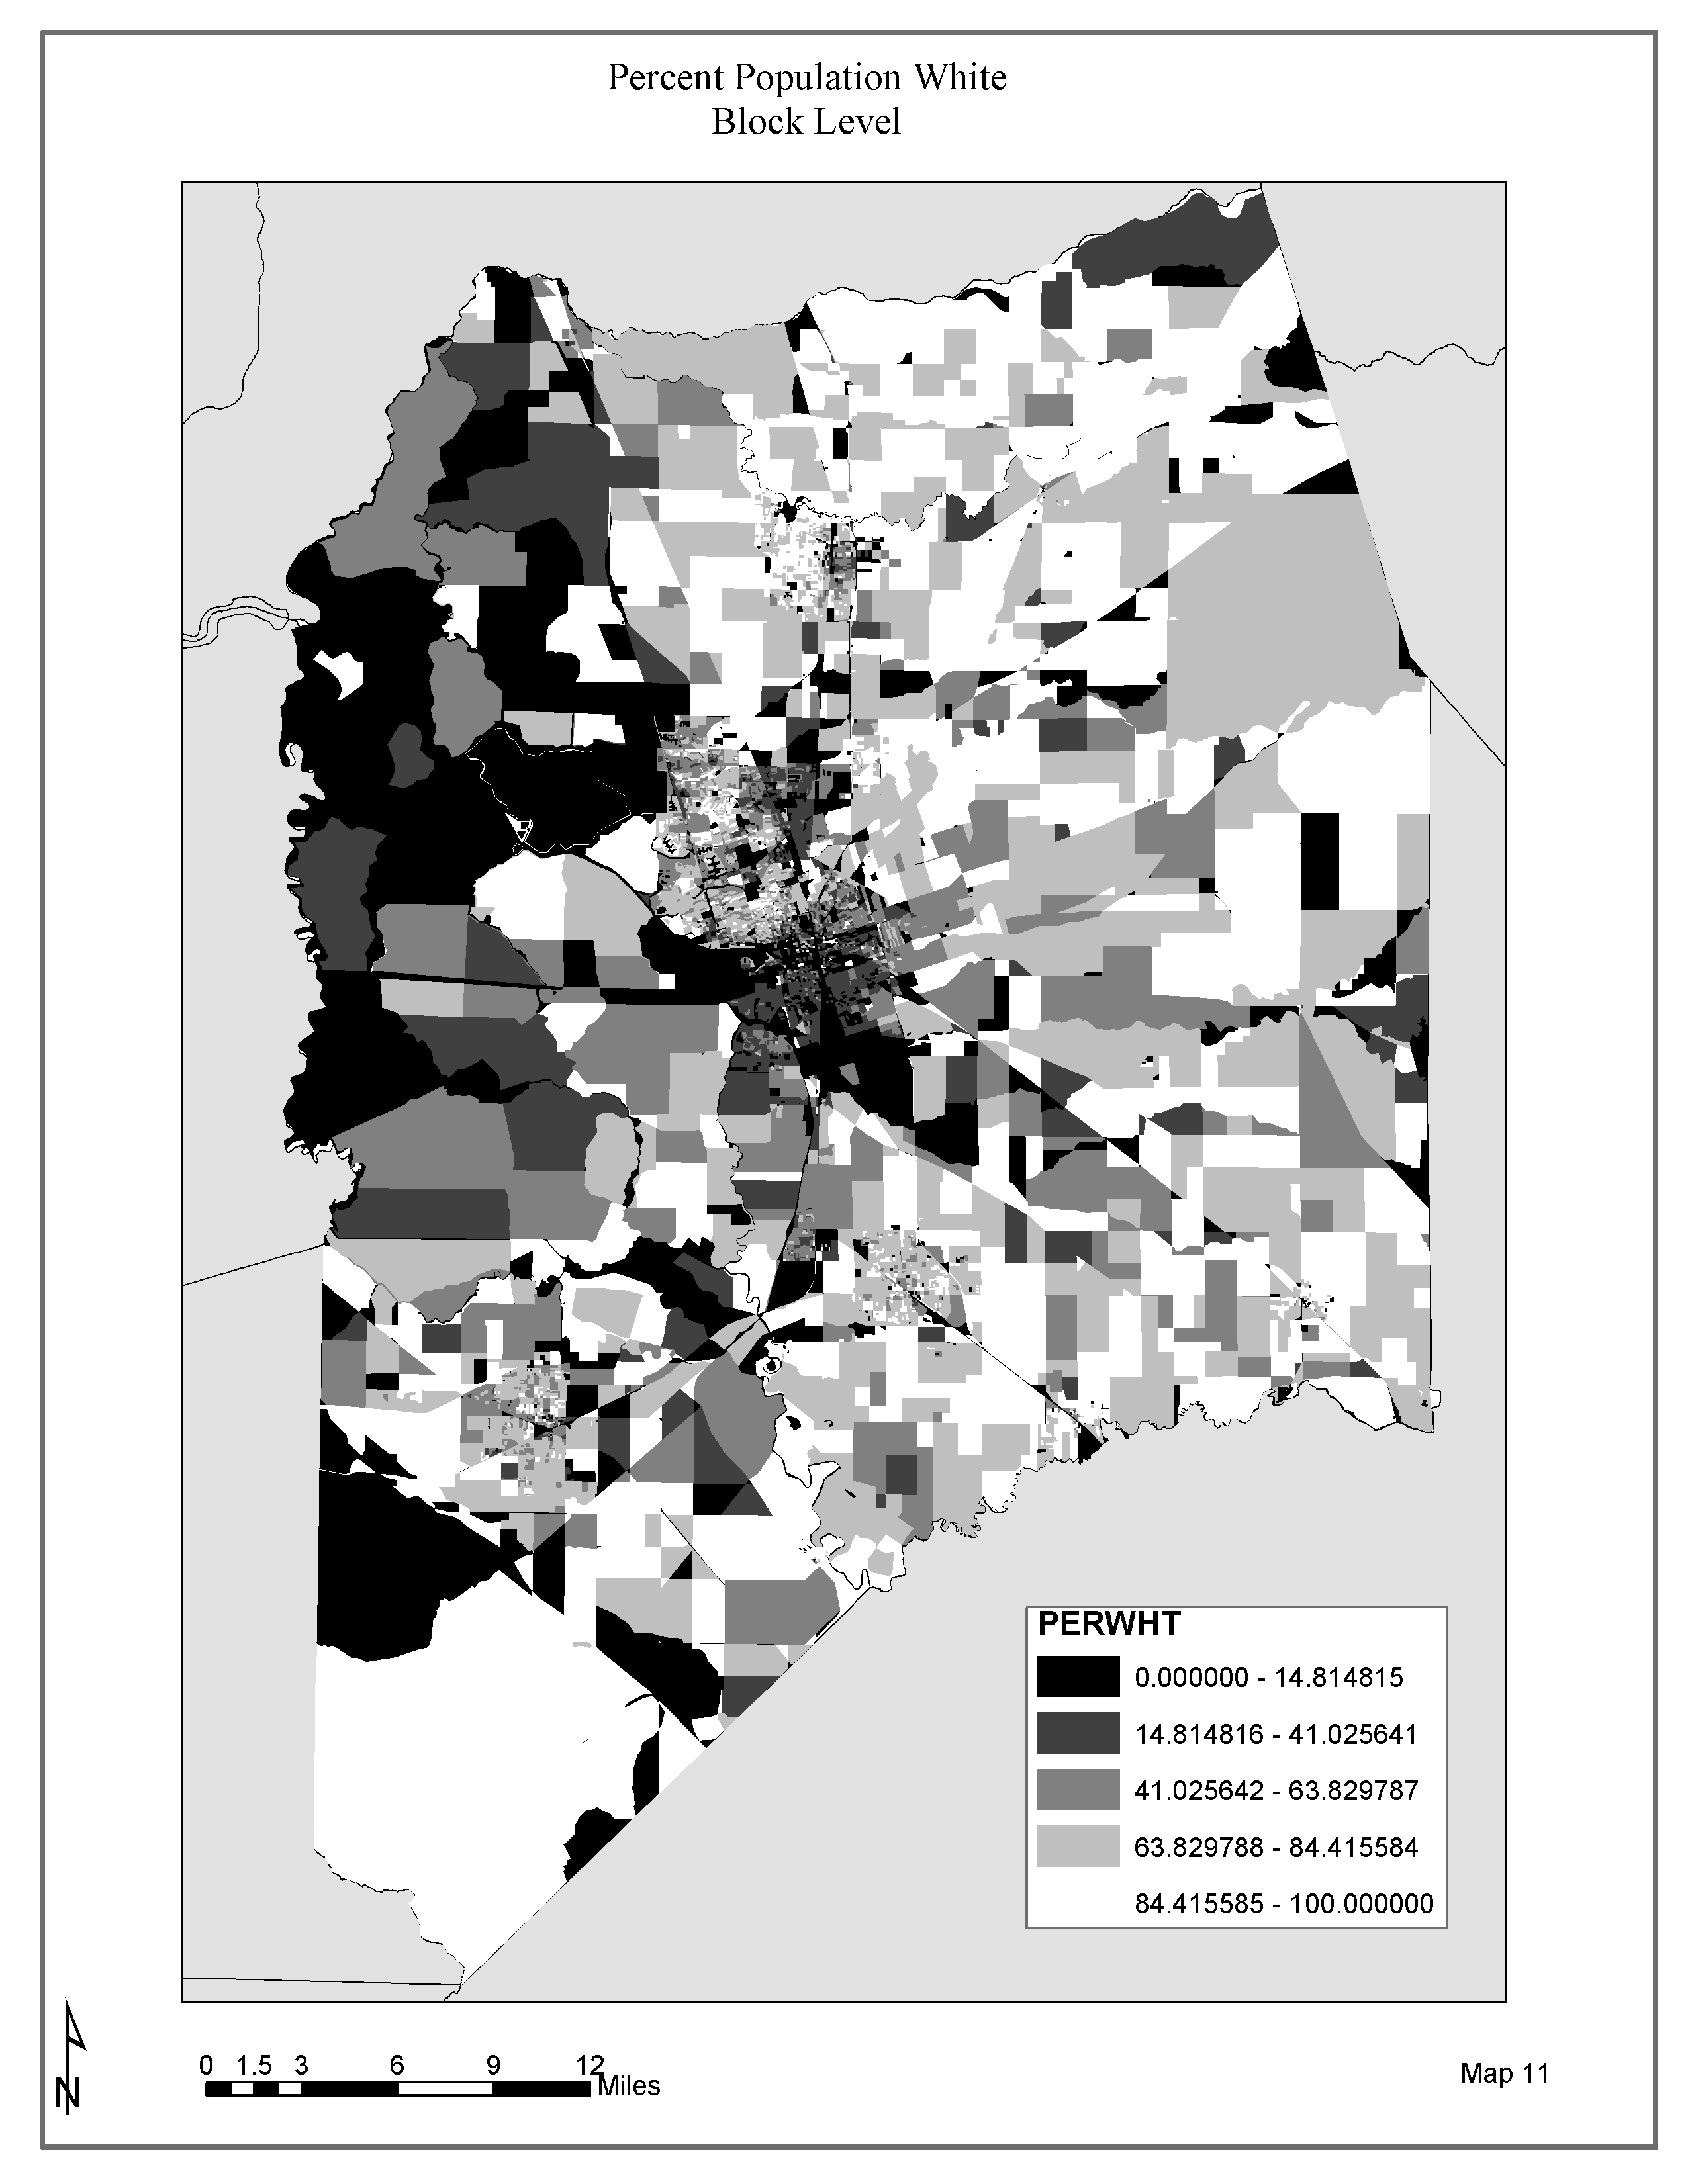 Percent Population White
Block Level
PERWHT
0.000000 - 14.814815
14.814816 - 41.025641
41.025642 - 63.829787
63.829788 - 84.415584
84.415585 - 100.000000
N
0 1.5 3 6 9 12
Miles
Map 11